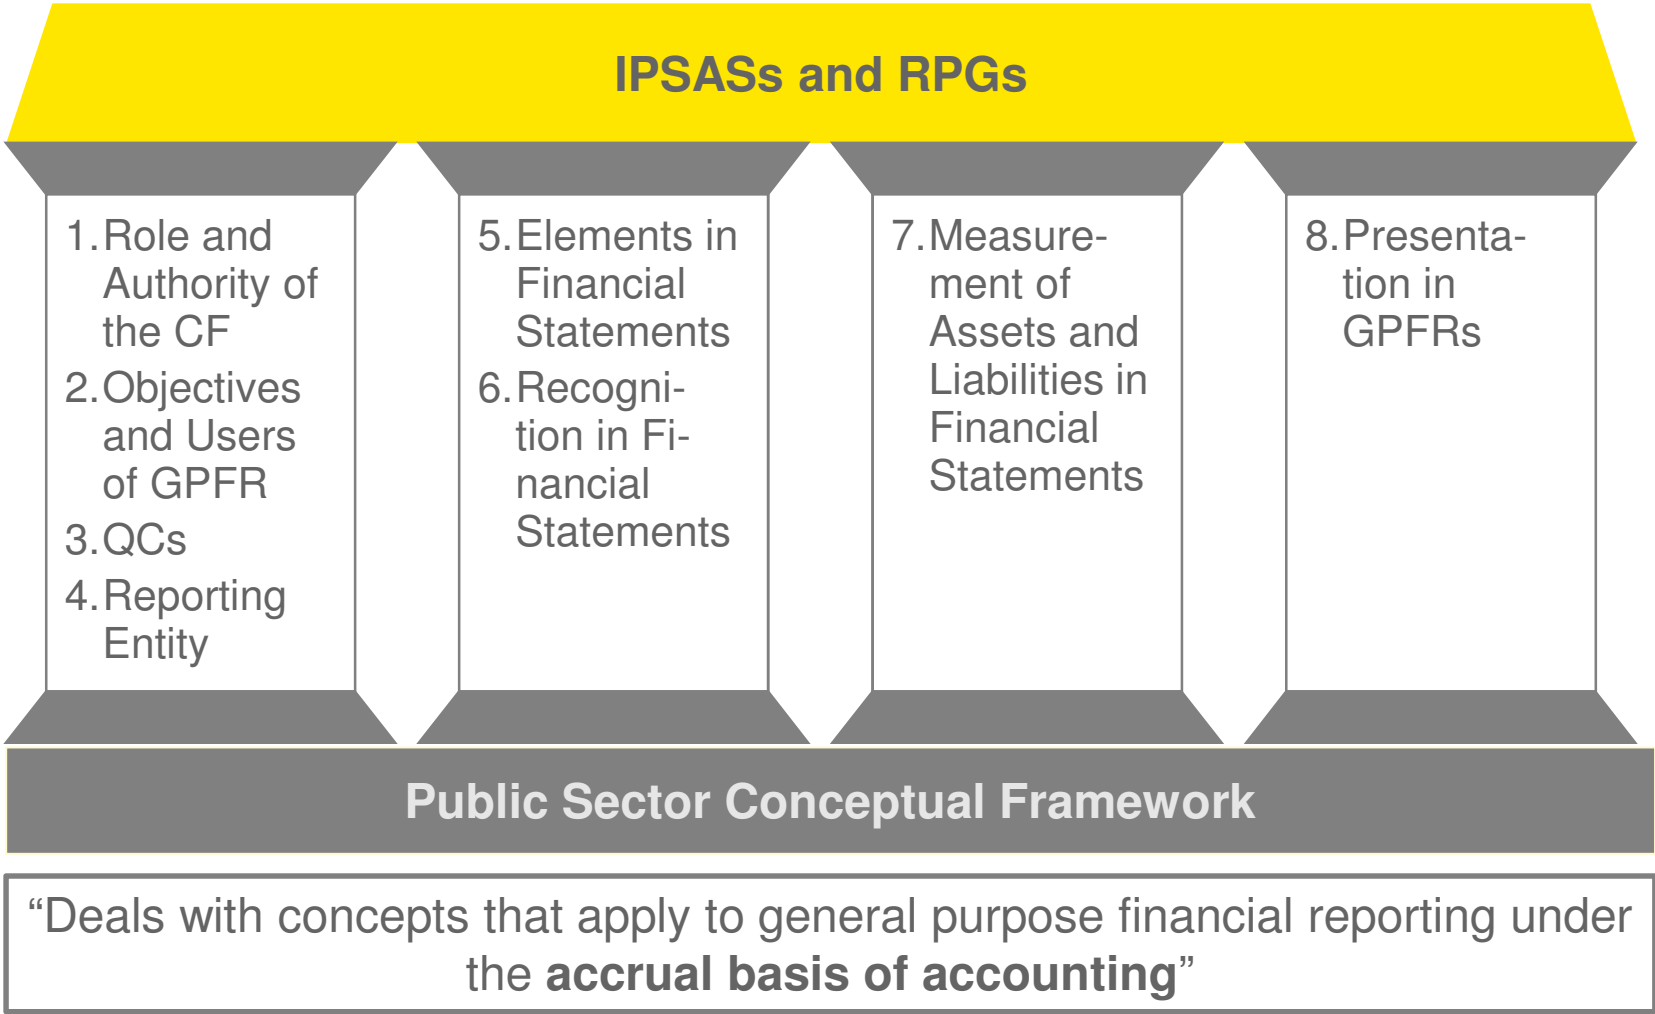 IPSASs and RPGs
1. Role and
Authority of
the CF
2. Objectives
and Users
of GPFR
3. QCs
4. Reporting
Entity
5. Elements in
Financial
Statements
6. Recogni-
tion in Fi-
nancial
Statements
7. Measure-
ment of
Assets and
Liabilities in
Financial
Statements
8. Presenta-
tion in
GPFRs
Public Sector Conceptual Framework
“Deals with concepts that apply to general purpose financial reporting under
the accrual basis of accounting”